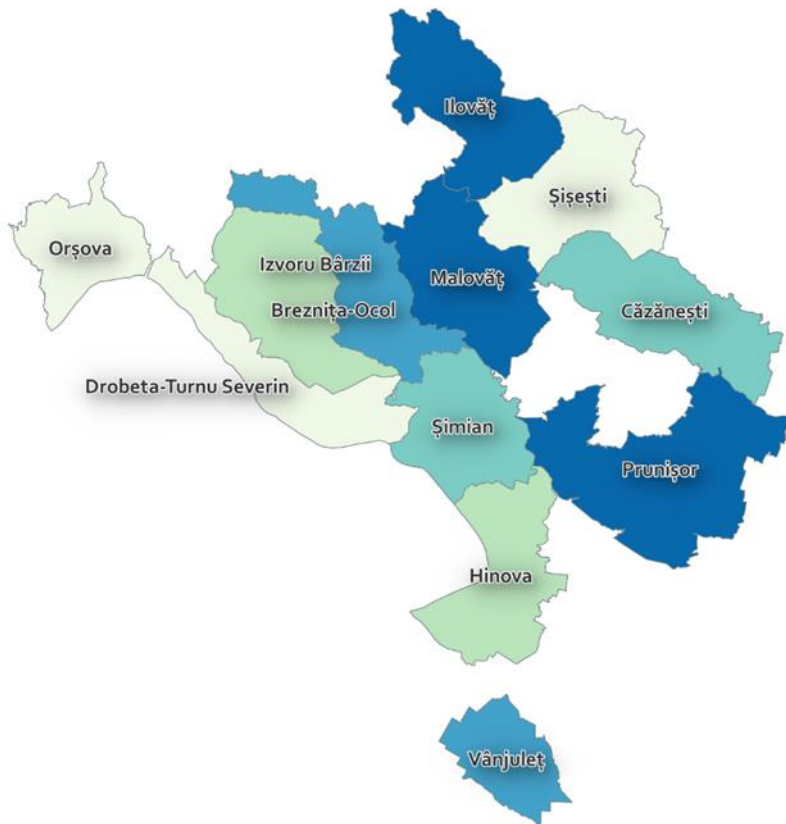 Ilovăț
Șișești
Orșova
Izvoru Bârzii
Malovăț
Breznița-Ocol
Căzănești
Drobeta-Turnu Severin
Șimian
Prunișor
Hinova
Vânjuleț